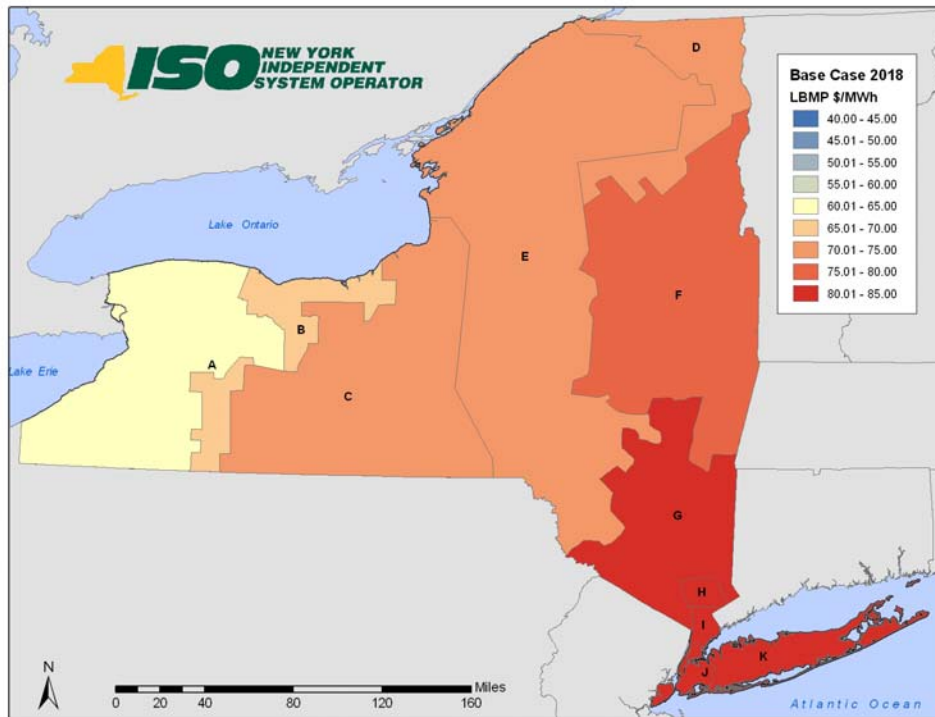 ISO
NEW YORK
INDEPENDENT
SYSTEM OPERATOR
D
Base Case 2018
LBMP $/MWh
40.00 - 45.00
45.01 - 50.00
50.01 - 55.00
55.01 - 60.00
60.01 - 65.00
65.01 - 70.00
70.01 - 75.00
75.01 - 80.00
80.01 - 85.00
Lake Ontario
E
F
B
A
Lake Erie
C
G
H
I
K
J
N
Miles
0 20 40 80 120 160
Atlantic Ocean